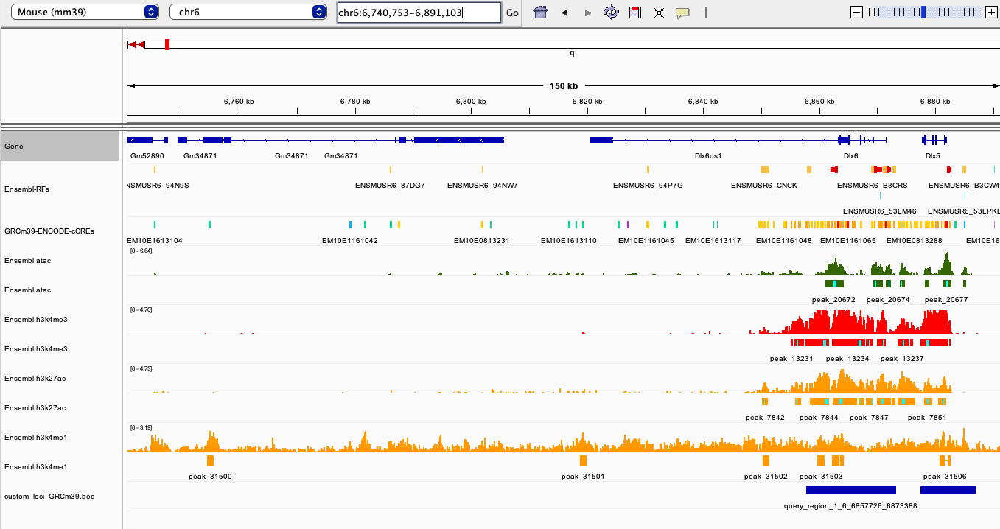 Mouse (mm39) chr6 chr6:6,740,753-6,891,103 Go
q
150 kb
6,760 kb 6,780 kb 6,800 kb 6,820 kb 6,840 kb 6,860 kb 6,880 kb
Gene
Gm52890 Gm34871 Gm34871 Gm34871 Dlx6os1 Dlx6 Dlx5
Ensembl-RFs
NSMUSR6_94N9S ENSMUSR6_87DG7 ENSMUSR6_94NW7 ENSMUSR6_94P7G ENSMUSR6_CNCK ENSMUSR6_B3CRS ENSMUSR6_B3CW4
ENSMUSR6_53LM46 ENSMUSR6_53LPKL
GRCm39-ENCODE-cCREs
EM10E1613104 EM10E1161042 EM10E0813231 EM10E1613110 EM10E1161045 EM10E1613117 EM10E1161048 EM10E1161065 EM10E0813288 EM10E16
[0 - 6.64]
Ensembl.atac
Ensembl.atac
peak_20672 peak_20674 peak_20677
[0 - 4.70]
Ensembl.h3k4me3
Ensembl.h3k4me3
peak_13231 peak_13234 peak_13237
[0 - 4.73]
Ensembl.h3k27ac
Ensembl.h3k27ac
peak_7842 peak_7844 peak_7847 peak_7851
[0 - 3.19]
Ensembl.h3k4me1
Ensembl.h3k4me1
peak_31500 peak_31501 peak_31502 peak_31503 peak_31506
custom_loci_GRCm39.bed
query_region_1_6_6857726_6873388